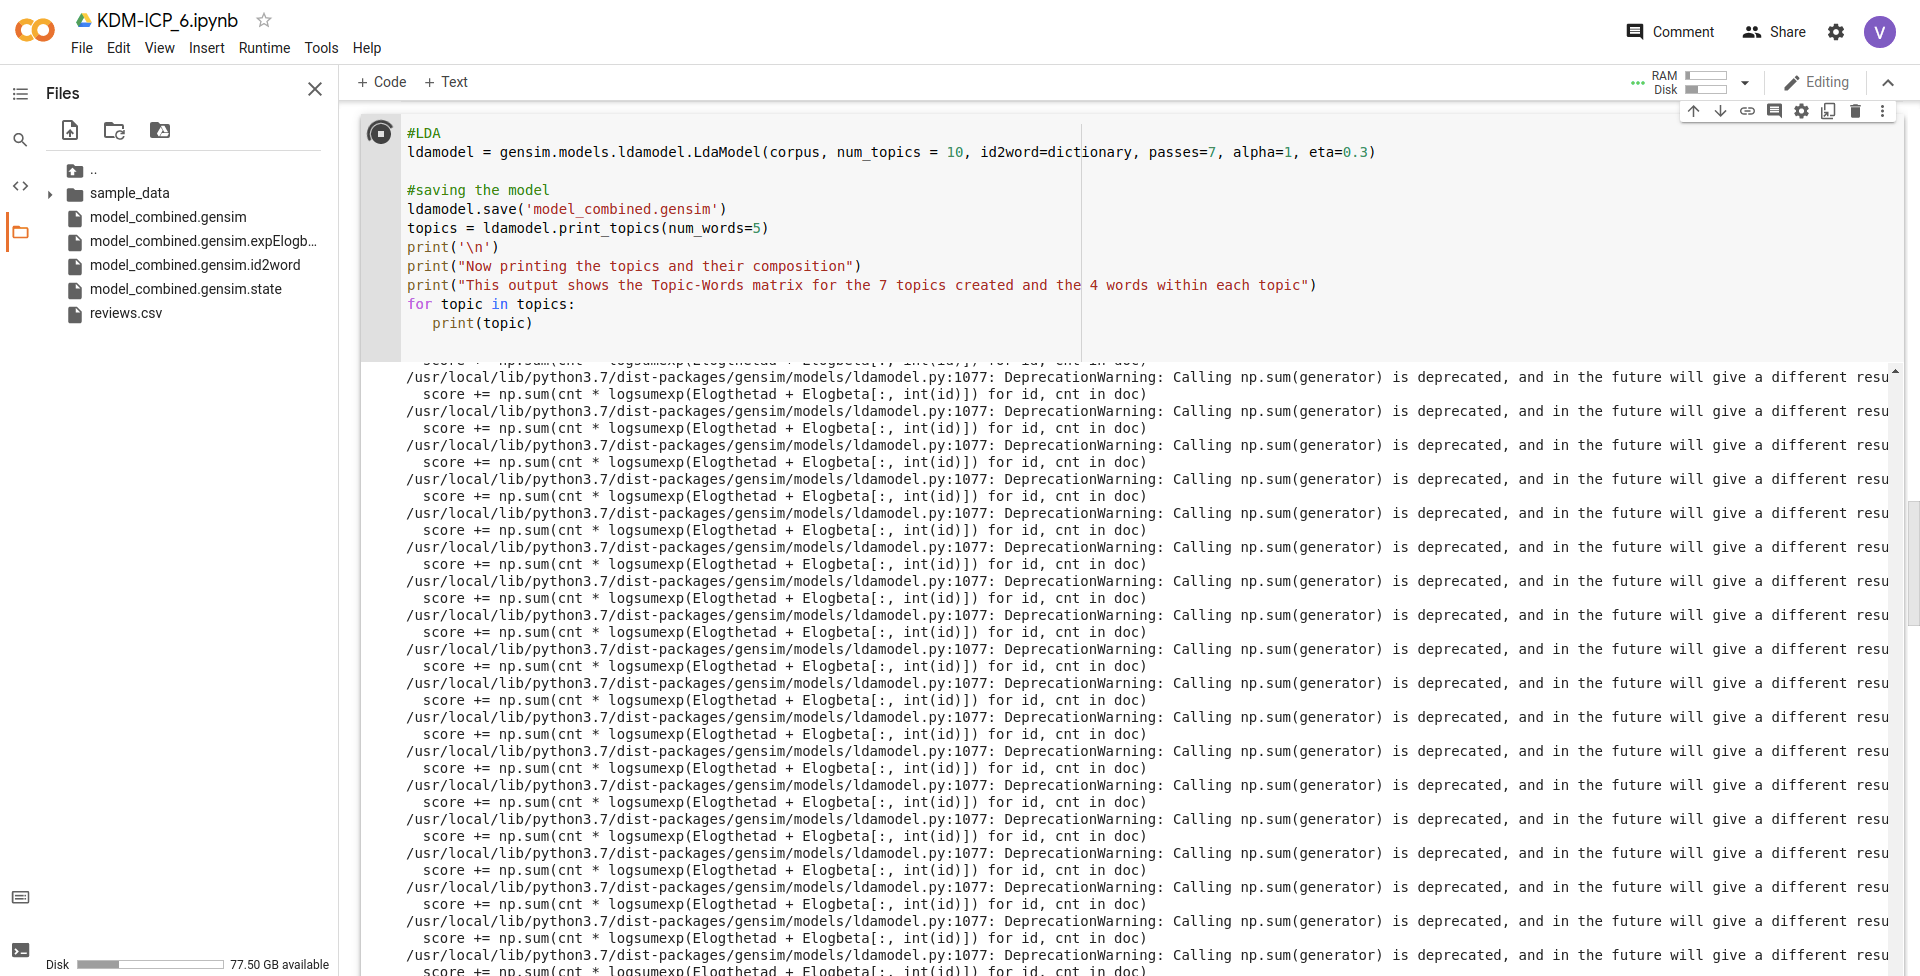 KDM-ICP_6.ipynb
File Edit View Insert Runtime Tools Help
Comment
Share
V
Files
+ Code + Text
RAM
Disk
Editing
..
sample_data
model_combined.gensim
model_combined.gensim.expElogb...
model_combined.gensim.id2word
model_combined.gensim.state
reviews.csv
#LDA
ldamodel = gensim.models.ldamodel.LdaModel(corpus, num_topics = 10, id2word=dictionary, passes=7, alpha=1, eta=0.3)
#saving the model
ldamodel.save('model_combined.gensim')
topics = ldamodel.print_topics(num_words=5)
print('\n')
print("Now printing the topics and their composition")
print("This output shows the Topic-Words matrix for the 7 topics created and the 4 words within each topic")
for topic in topics:
   print(topic)
  score += np.sum(cnt * logsumexp(Elogthetad + Elogbeta[:, int(id)]) for id, cnt in doc)
/usr/local/lib/python3.7/dist-packages/gensim/models/ldamodel.py:1077: DeprecationWarning: Calling np.sum(generator) is deprecated, and in the future will give a different resu
  score += np.sum(cnt * logsumexp(Elogthetad + Elogbeta[:, int(id)]) for id, cnt in doc)
/usr/local/lib/python3.7/dist-packages/gensim/models/ldamodel.py:1077: DeprecationWarning: Calling np.sum(generator) is deprecated, and in the future will give a different resu
  score += np.sum(cnt * logsumexp(Elogthetad + Elogbeta[:, int(id)]) for id, cnt in doc)
/usr/local/lib/python3.7/dist-packages/gensim/models/ldamodel.py:1077: DeprecationWarning: Calling np.sum(generator) is deprecated, and in the future will give a different resu
  score += np.sum(cnt * logsumexp(Elogthetad + Elogbeta[:, int(id)]) for id, cnt in doc)
/usr/local/lib/python3.7/dist-packages/gensim/models/ldamodel.py:1077: DeprecationWarning: Calling np.sum(generator) is deprecated, and in the future will give a different resu
  score += np.sum(cnt * logsumexp(Elogthetad + Elogbeta[:, int(id)]) for id, cnt in doc)
/usr/local/lib/python3.7/dist-packages/gensim/models/ldamodel.py:1077: DeprecationWarning: Calling np.sum(generator) is deprecated, and in the future will give a different resu
  score += np.sum(cnt * logsumexp(Elogthetad + Elogbeta[:, int(id)]) for id, cnt in doc)
/usr/local/lib/python3.7/dist-packages/gensim/models/ldamodel.py:1077: DeprecationWarning: Calling np.sum(generator) is deprecated, and in the future will give a different resu
  score += np.sum(cnt * logsumexp(Elogthetad + Elogbeta[:, int(id)]) for id, cnt in doc)
/usr/local/lib/python3.7/dist-packages/gensim/models/ldamodel.py:1077: DeprecationWarning: Calling np.sum(generator) is deprecated, and in the future will give a different resu
  score += np.sum(cnt * logsumexp(Elogthetad + Elogbeta[:, int(id)]) for id, cnt in doc)
/usr/local/lib/python3.7/dist-packages/gensim/models/ldamodel.py:1077: DeprecationWarning: Calling np.sum(generator) is deprecated, and in the future will give a different resu
  score += np.sum(cnt * logsumexp(Elogthetad + Elogbeta[:, int(id)]) for id, cnt in doc)
/usr/local/lib/python3.7/dist-packages/gensim/models/ldamodel.py:1077: DeprecationWarning: Calling np.sum(generator) is deprecated, and in the future will give a different resu
  score += np.sum(cnt * logsumexp(Elogthetad + Elogbeta[:, int(id)]) for id, cnt in doc)
/usr/local/lib/python3.7/dist-packages/gensim/models/ldamodel.py:1077: DeprecationWarning: Calling np.sum(generator) is deprecated, and in the future will give a different resu
  score += np.sum(cnt * logsumexp(Elogthetad + Elogbeta[:, int(id)]) for id, cnt in doc)
/usr/local/lib/python3.7/dist-packages/gensim/models/ldamodel.py:1077: DeprecationWarning: Calling np.sum(generator) is deprecated, and in the future will give a different resu
  score += np.sum(cnt * logsumexp(Elogthetad + Elogbeta[:, int(id)]) for id, cnt in doc)
/usr/local/lib/python3.7/dist-packages/gensim/models/ldamodel.py:1077: DeprecationWarning: Calling np.sum(generator) is deprecated, and in the future will give a different resu
  score += np.sum(cnt * logsumexp(Elogthetad + Elogbeta[:, int(id)]) for id, cnt in doc)
/usr/local/lib/python3.7/dist-packages/gensim/models/ldamodel.py:1077: DeprecationWarning: Calling np.sum(generator) is deprecated, and in the future will give a different resu
  score += np.sum(cnt * logsumexp(Elogthetad + Elogbeta[:, int(id)]) for id, cnt in doc)
/usr/local/lib/python3.7/dist-packages/gensim/models/ldamodel.py:1077: DeprecationWarning: Calling np.sum(generator) is deprecated, and in the future will give a different resu
  score += np.sum(cnt * logsumexp(Elogthetad + Elogbeta[:, int(id)]) for id, cnt in doc)
/usr/local/lib/python3.7/dist-packages/gensim/models/ldamodel.py:1077: DeprecationWarning: Calling np.sum(generator) is deprecated, and in the future will give a different resu
  score += np.sum(cnt * logsumexp(Elogthetad + Elogbeta[:, int(id)]) for id, cnt in doc)
/usr/local/lib/python3.7/dist-packages/gensim/models/ldamodel.py:1077: DeprecationWarning: Calling np.sum(generator) is deprecated, and in the future will give a different resu
  score += np.sum(cnt * logsumexp(Elogthetad + Elogbeta[:, int(id)]) for id, cnt in doc)
/usr/local/lib/python3.7/dist-packages/gensim/models/ldamodel.py:1077: DeprecationWarning: Calling np.sum(generator) is deprecated, and in the future will give a different resu
  score += np.sum(cnt * logsumexp(Elogthetad + Elogbeta[:, int(id)]) for id, cnt in doc)
/usr/local/lib/python3.7/dist-packages/gensim/models/ldamodel.py:1077: DeprecationWarning: Calling np.sum(generator) is deprecated, and in the future will give a different resu
  score += np.sum(cnt * logsumexp(Elogthetad + Elogbeta[:, int(id)]) for id, cnt in doc)
Disk 77.50 GB available